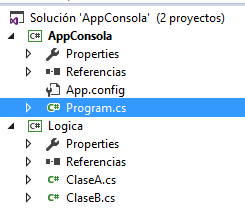 Solución 'AppConsola' (2 proyectos)
C# AppConsola
Properties
Referencias
App.config
C# Program.cs
C# Logica
Properties
Referencias
C# ClaseA.cs
C# ClaseB.cs